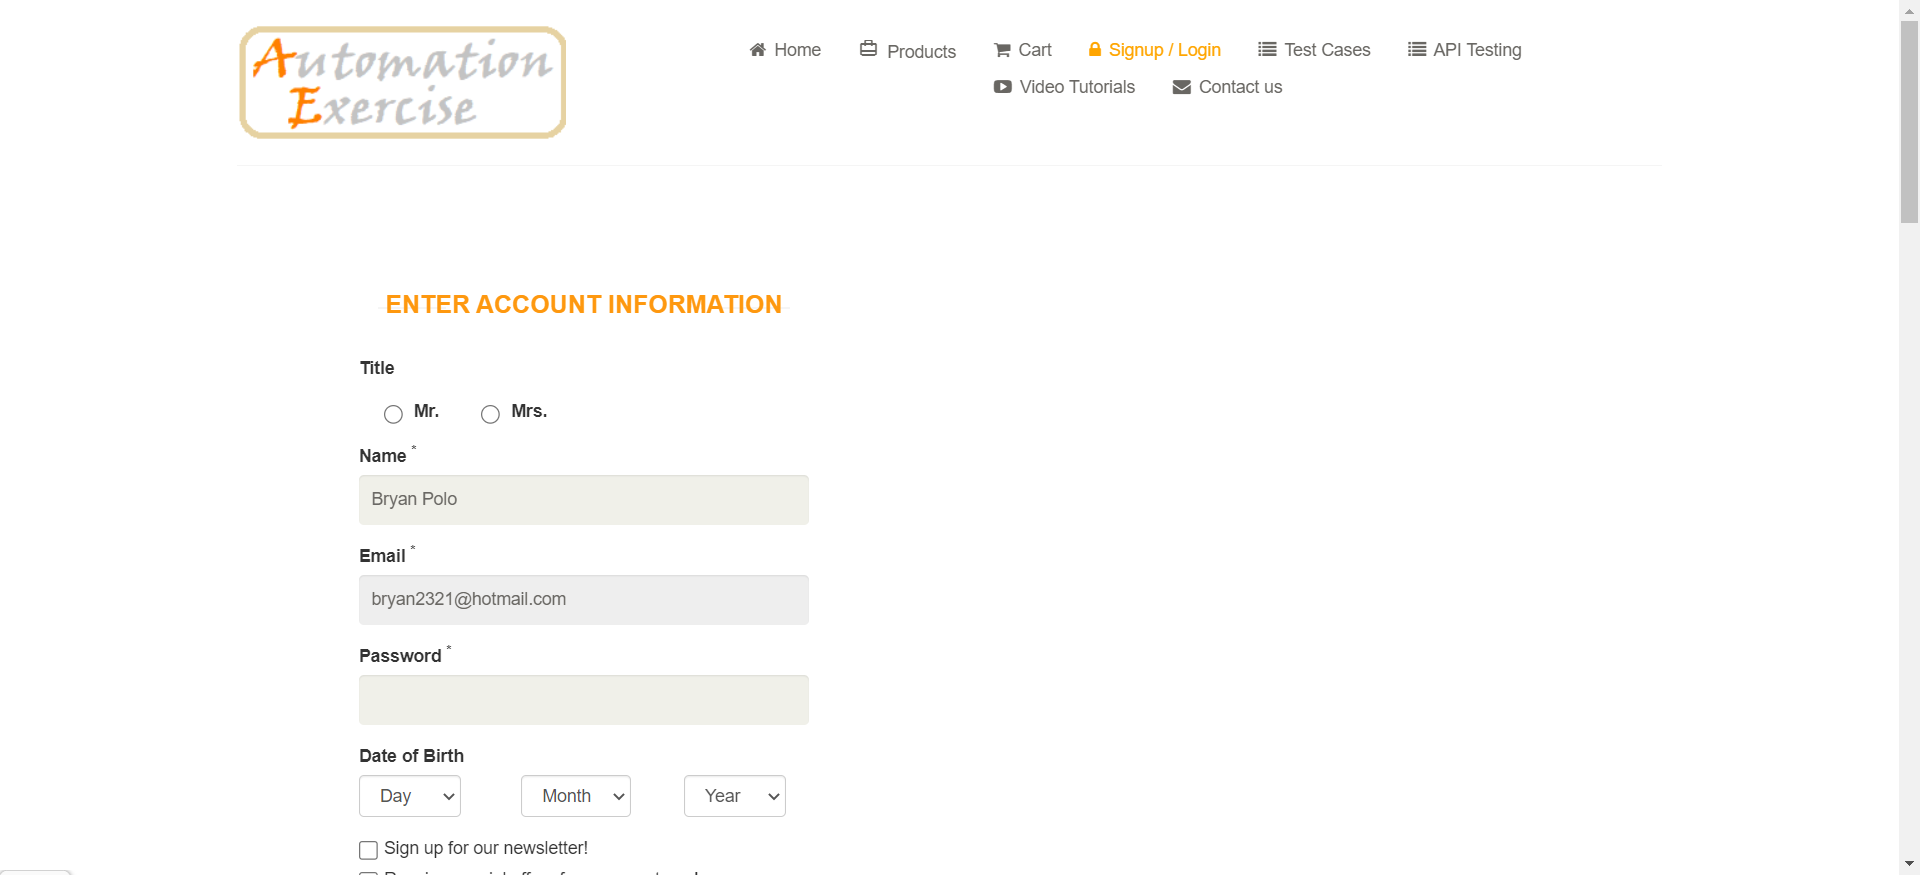 Automation
Exercise
Home
Products
Cart
Signup / Login
Test Cases
API Testing
Video Tutorials
Contact us
ENTER ACCOUNT INFORMATION
Title
Mr.
Mrs.
Name *
Bryan Polo
Email *
bryan2321@hotmail.com
Password *
Date of Birth
Day
Month
Year
Sign up for our newsletter!